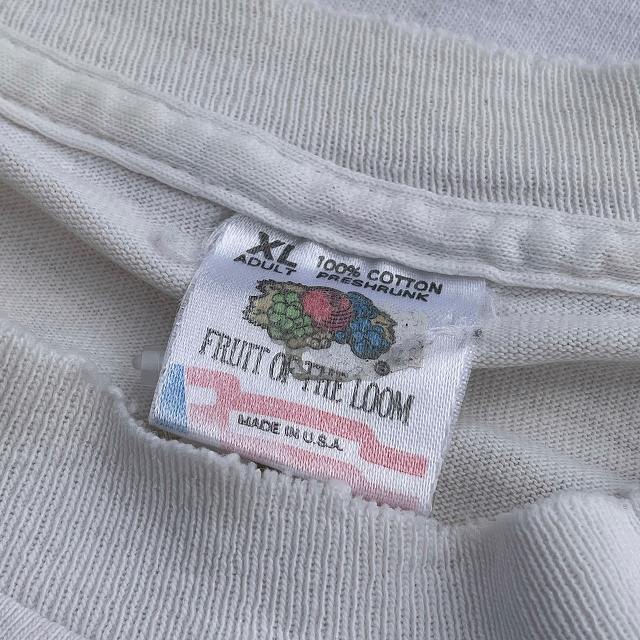 XL
ADULT
100% COTTON
PRESHRUNK
FRUIT OF THE LOOM
®
MADE IN U.S.A.